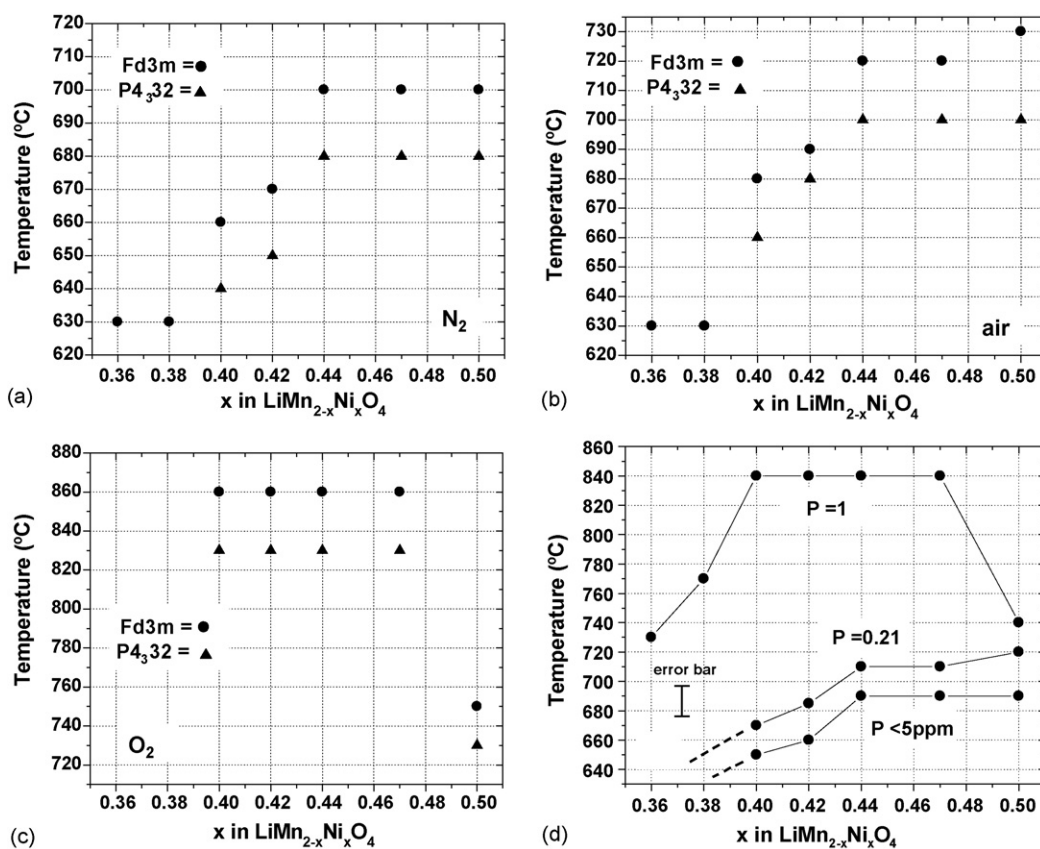 720
710
700
690
680
670
660
650
640
630
620
Temperature (ºC)
Fd3m = ●
P4₃32 = ▲
N₂
0.36 0.38 0.40 0.42 0.44 0.46 0.48 0.50
(a)
x in LiMn₂₋ₓNiₓO₄
730
720
710
700
690
680
670
660
650
640
630
620
Temperature (ºC)
Fd3m = ●
P4₃32 = ▲
air
0.36 0.38 0.40 0.42 0.44 0.46 0.48 0.50
(b)
x in LiMn₂₋ₓNiₓO₄
880
860
840
820
800
780
760
740
720
Temperature (ºC)
Fd3m = ●
P4₃32 = ▲
O₂
0.36 0.38 0.40 0.42 0.44 0.46 0.48 0.50
(c)
x in LiMn₂₋ₓNiₓO₄
860
840
820
800
780
760
740
720
700
680
660
640
Temperature (ºC)
P =1
P =0.21
error bar
P <5ppm
0.36 0.38 0.40 0.42 0.44 0.46 0.48 0.50
(d)
x in LiMn₂₋ₓNiₓO₄